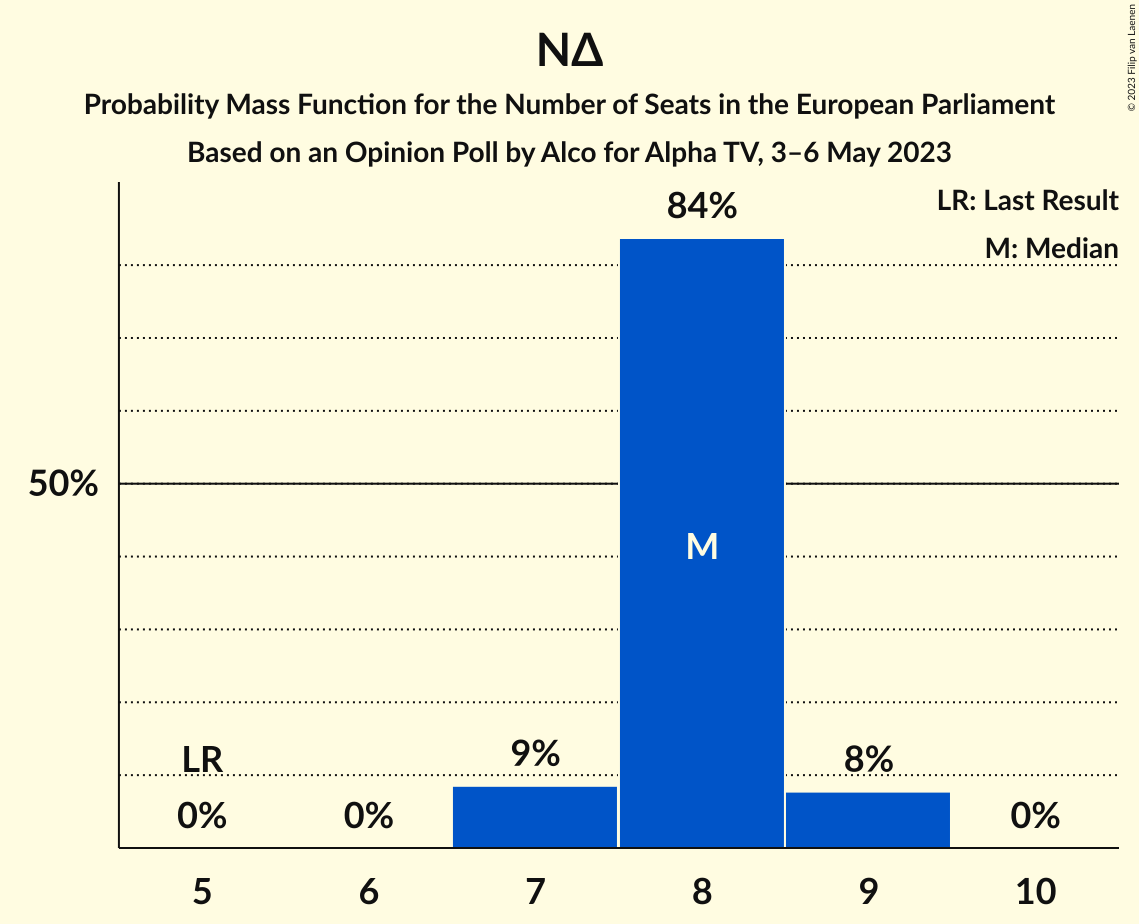 ΝΔ
Probability Mass Function for the Number of Seats in the European Parliament
Based on an Opinion Poll by Alco for Alpha TV, 3–6 May 2023
© 2023 Filip van Laenen
LR: Last Result
M: Median
84%
50%
M
LR
9%
8%
0%
0%
0%
5
6
7
8
9
10